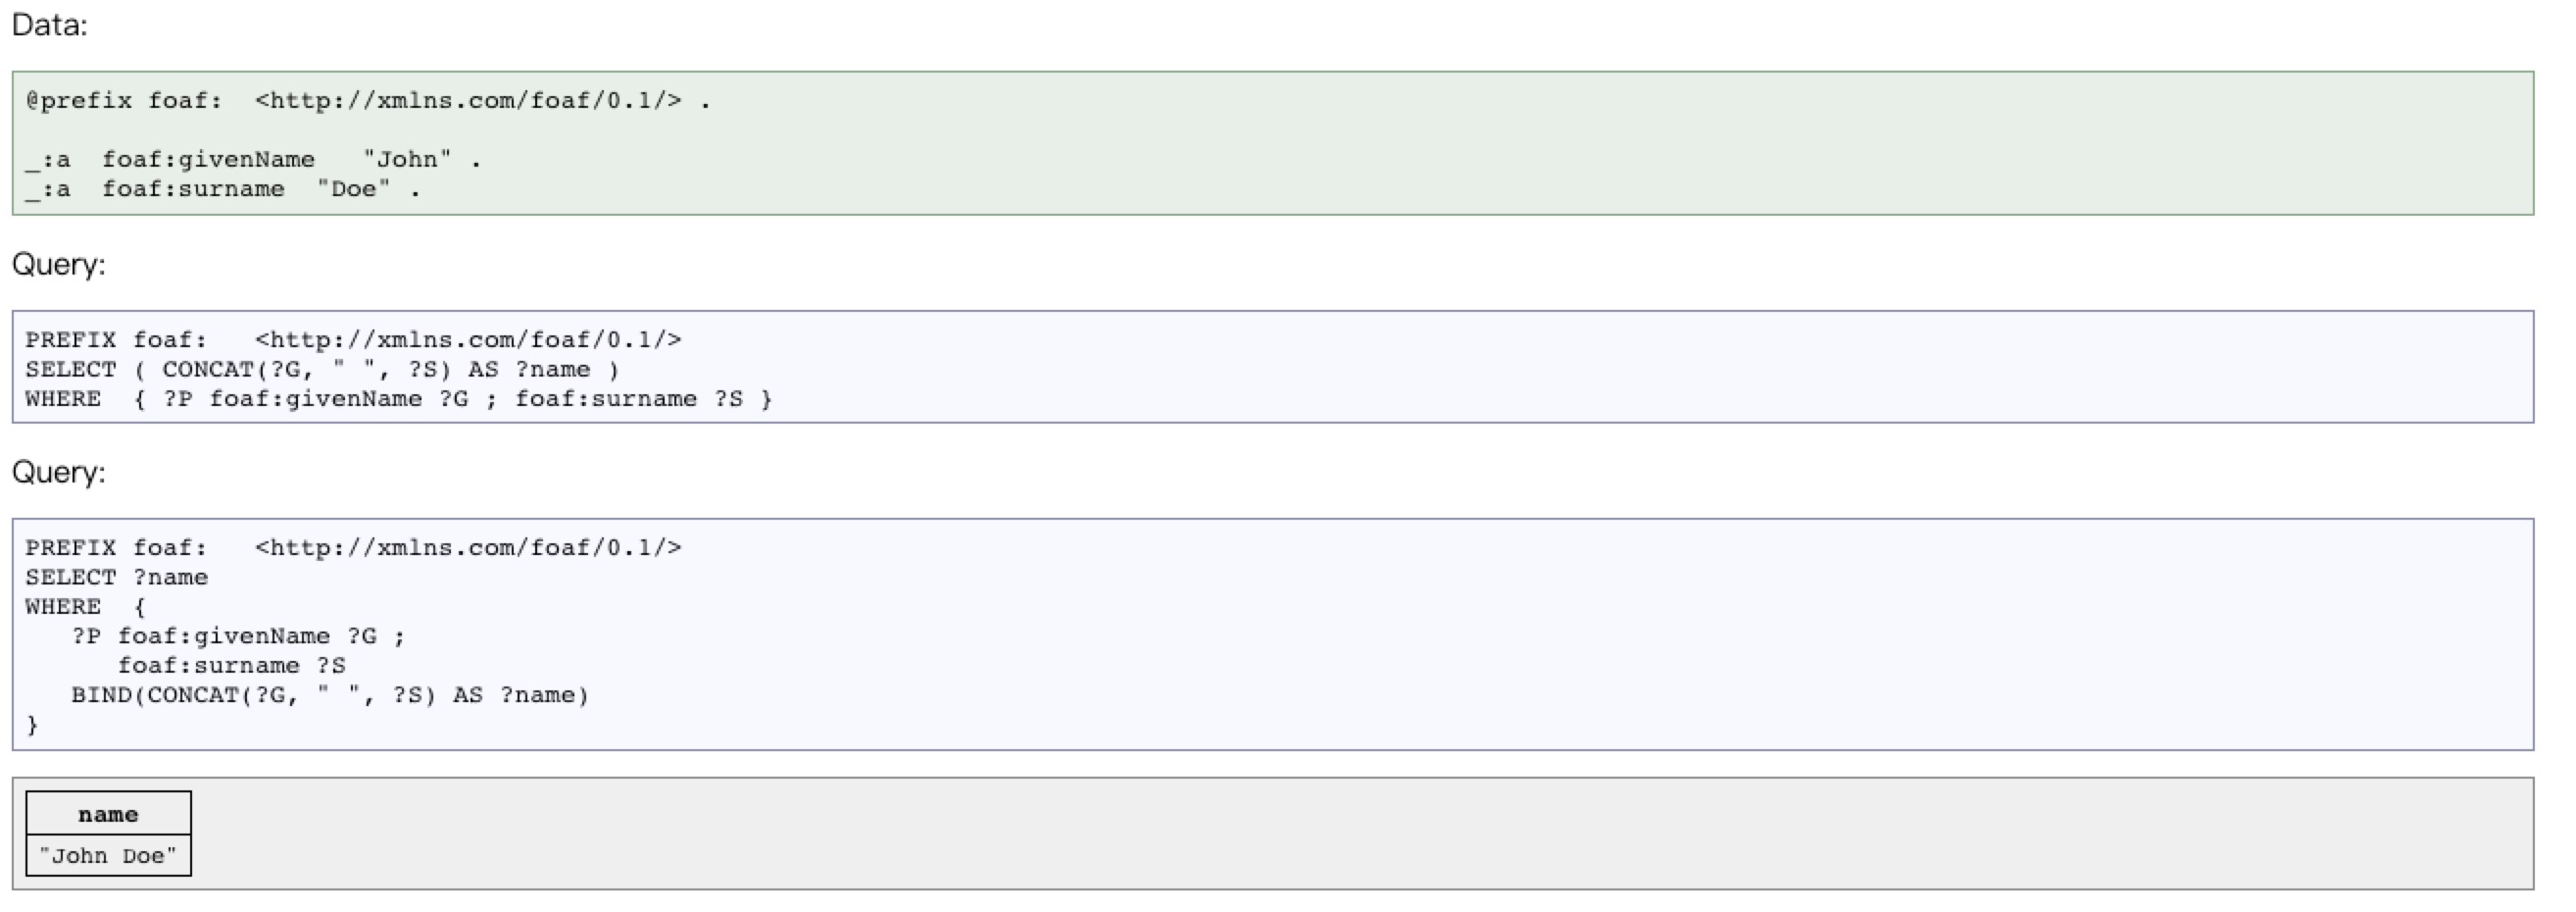 Data:
@prefix foaf:  <http://xmlns.com/foaf/0.1/> .
_:a  foaf:givenName   "John" .
_:a  foaf:surname  "Doe" .
Query:
PREFIX foaf:   <http://xmlns.com/foaf/0.1/>
SELECT ( CONCAT(?G, " ", ?S) AS ?name )
WHERE  { ?P foaf:givenName ?G ; foaf:surname ?S }
Query:
PREFIX foaf:   <http://xmlns.com/foaf/0.1/>
SELECT ?name
WHERE  {
   ?P foaf:givenName ?G ;
      foaf:surname ?S
   BIND(CONCAT(?G, " ", ?S) AS ?name)
}
name
"John Doe"